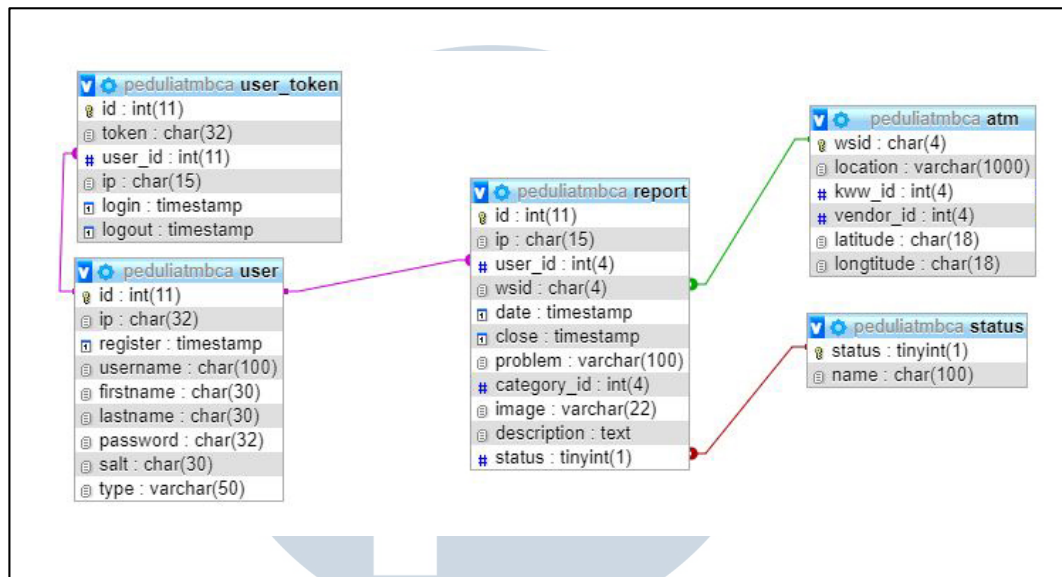 peduliatmbca user_token
id : int(11)
token : char(32)
user_id : int(11)
ip : char(15)
login : timestamp
logout : timestamp
peduliatmbca user
id : int(11)
ip : char(32)
register : timestamp
username : char(100)
firstname : char(30)
lastname : char(30)
password : char(32)
salt : char(30)
type : varchar(50)
peduliatmbca report
id : int(11)
ip : char(15)
user_id : int(4)
wsid : char(4)
date : timestamp
close : timestamp
problem : varchar(100)
category_id : int(4)
image : varchar(22)
description : text
status : tinyint(1)
peduliatmbca atm
wsid : char(4)
location : varchar(1000)
kww_id : int(4)
vendor_id : int(4)
latitude : char(18)
longtitude : char(18)
peduliatmbca status
status : tinyint(1)
name : char(100)